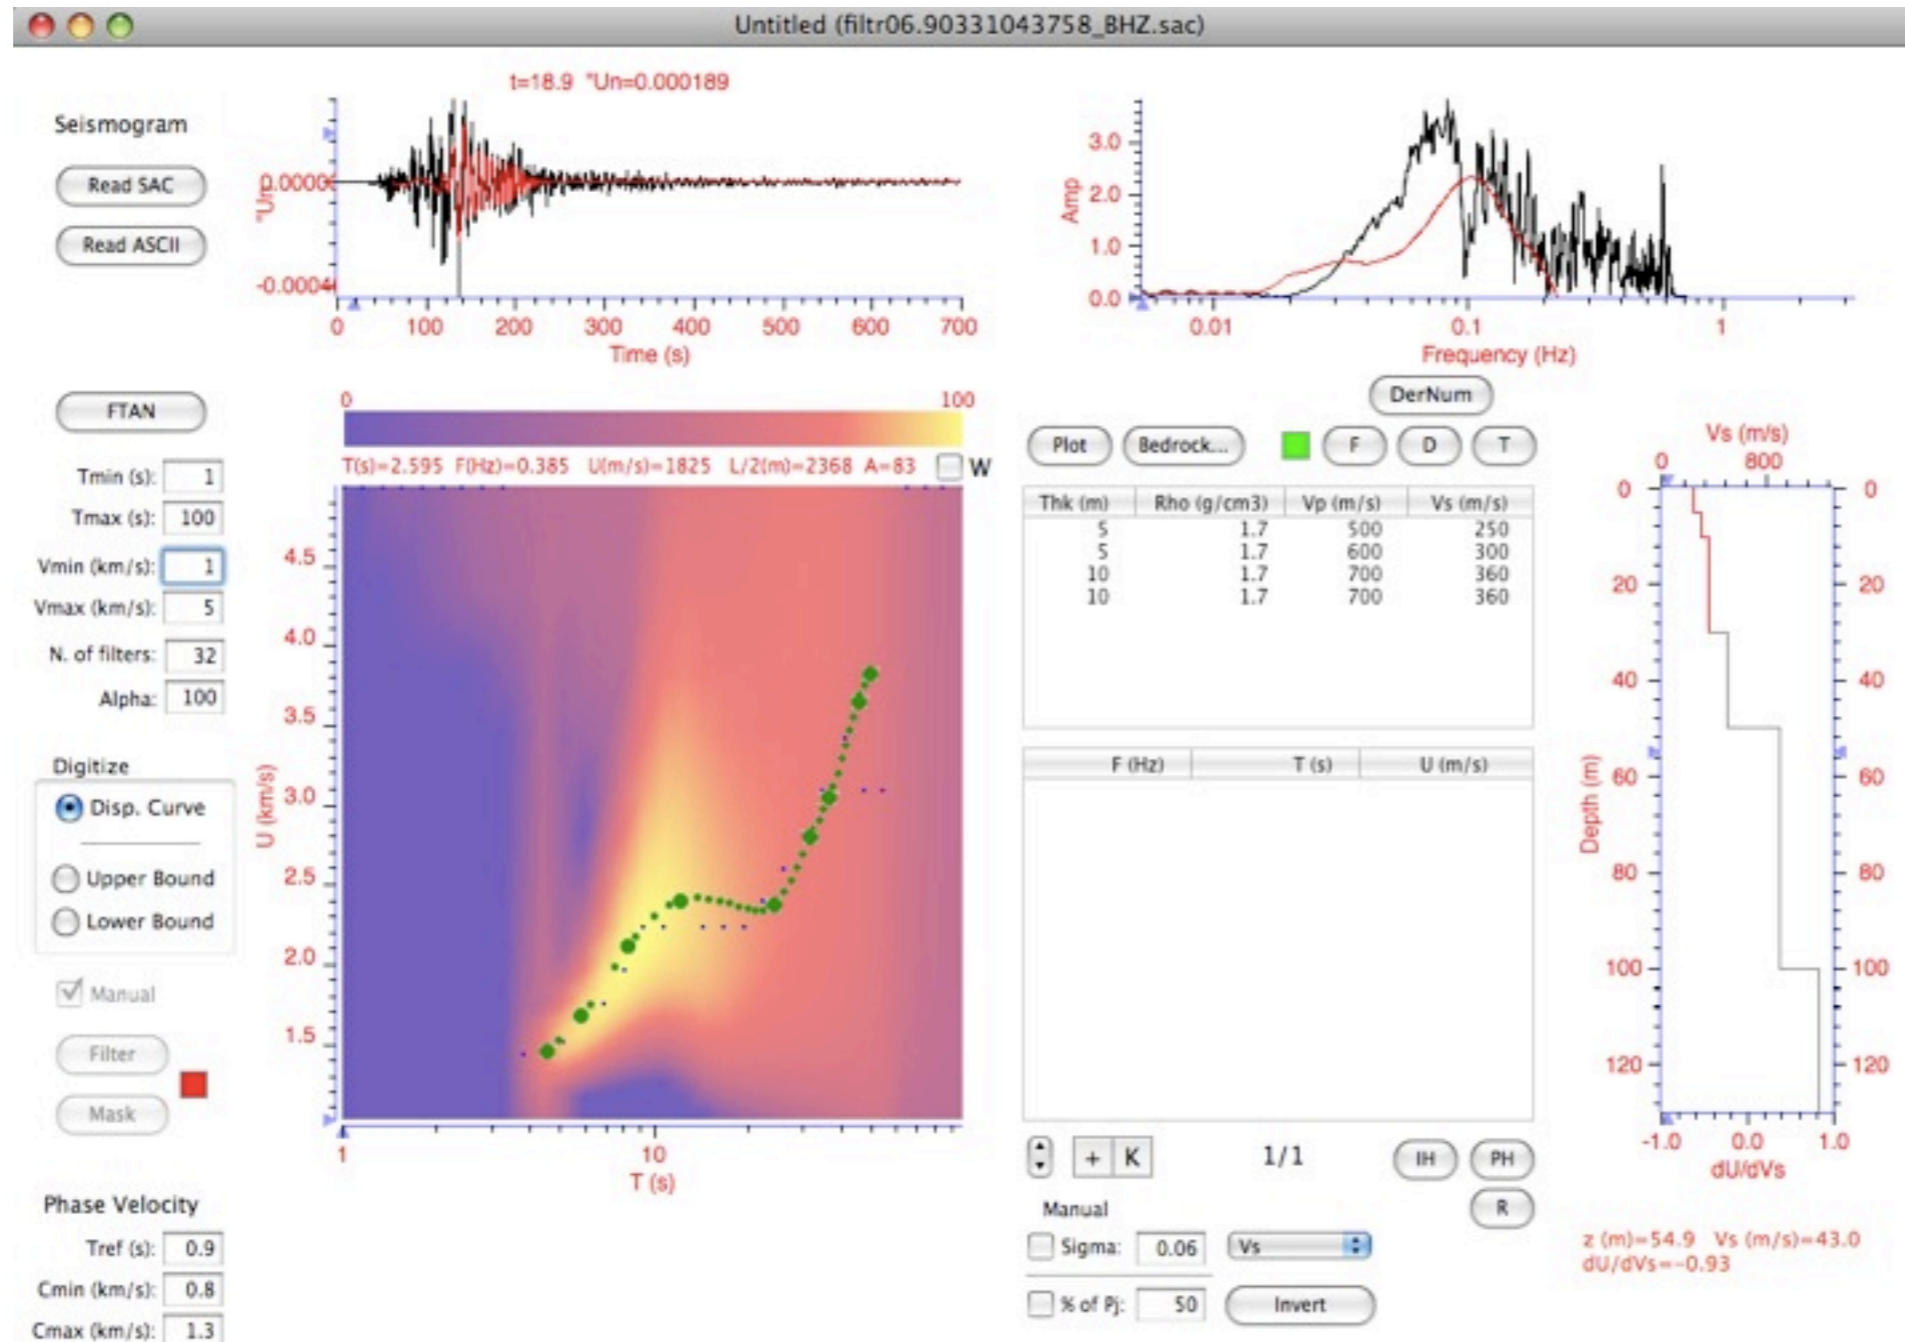 Untitled (filtr06.90331043758_BHZ.sac)
t=18.9 "Un=0.000189
Seismogram
Read SAC
Read ASCII
"Un
0.0000
-0.0004
0 100 200 300 400 500 600 700
Time (s)
Amp
3.0
2.0
1.0
0.0
0.01 0.1 1
Frequency (Hz)
FTAN
Tmin (s): 1
Tmax (s): 100
Vmin (km/s): 1
Vmax (km/s): 5
N. of filters: 32
Alpha: 100
Digitize
Disp. Curve
Upper Bound
Lower Bound
Manual
Filter
Mask
Phase Velocity
Tref (s): 0.9
Cmin (km/s): 0.8
Cmax (km/s): 1.3
0 100
T(s)=2.595 F(Hz)=0.385 U(m/s)=1825 L/2(m)=2368 A=83 W
U (km/s)
4.5
4.0
3.5
3.0
2.5
2.0
1.5
1 10
T (s)
DerNum
Plot Bedrock... F D T
Thk (m) Rho (g/cm3) Vp (m/s) Vs (m/s)
5 1.7 500 250
5 1.7 600 300
10 1.7 700 360
10 1.7 700 360
F (Hz) T (s) U (m/s)
+ K 1/1 IH PH
R
Manual
Sigma: 0.06 Vs
% of Pj: 50 Invert
Vs (m/s)
0 800
Depth (m)
0 0
20 20
40 40
60 60
80 80
100 100
120 120
-1.0 0.0 1.0
dU/dVs
z (m)=54.9 Vs (m/s)=43.0
dU/dVs=-0.93